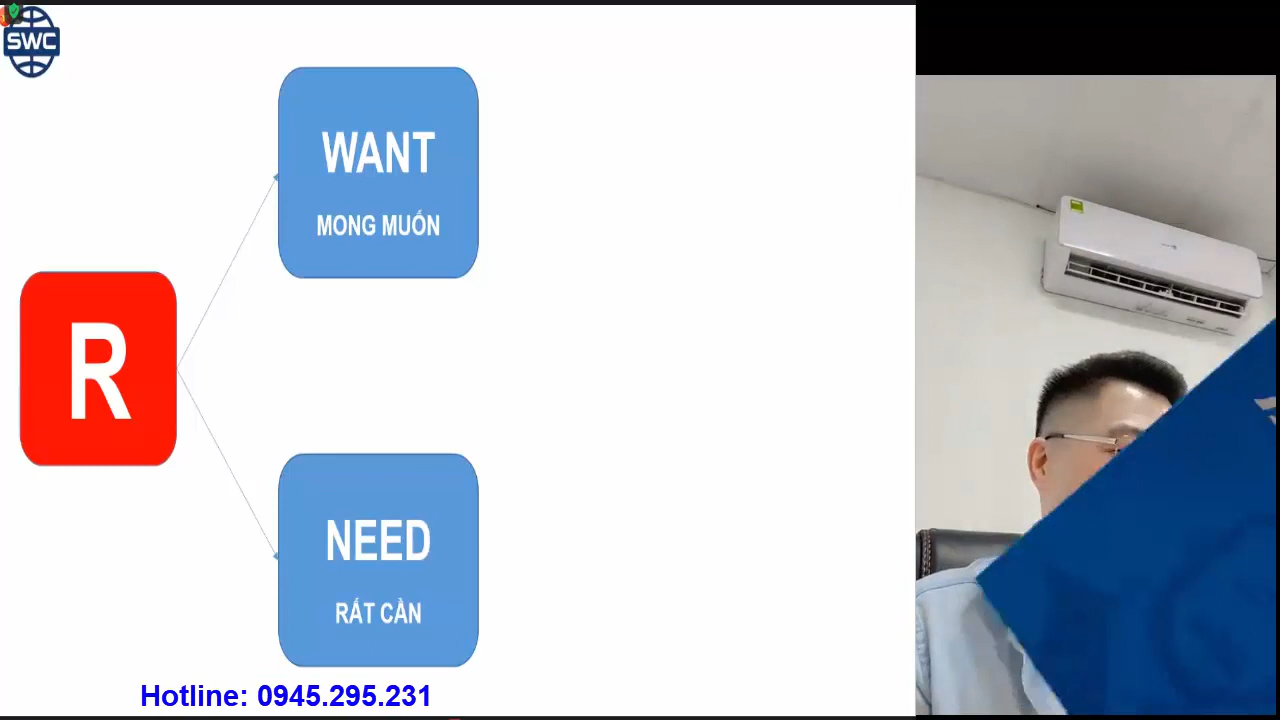 SWC
WANT
MONG MUỐN
R
NEED
RẤT CẦN
Hotline: 0945.295.231